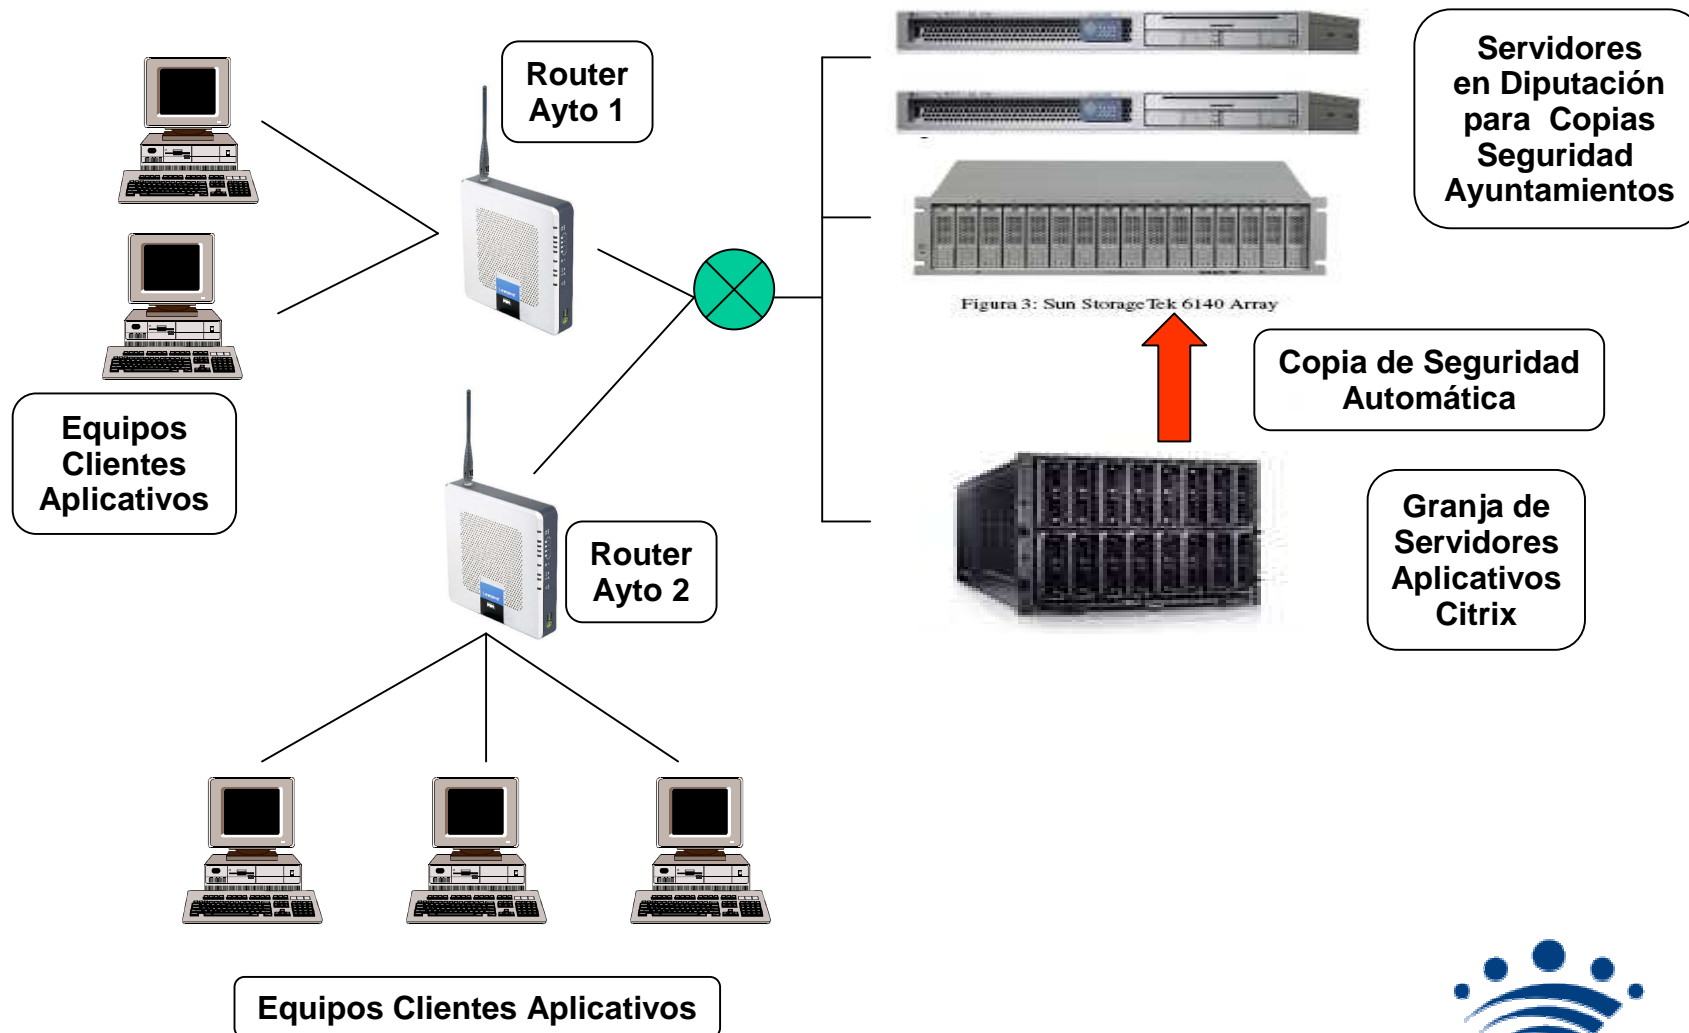 Router
Ayto 1
Servidores
en Diputación
para Copias
Seguridad
Ayuntamientos
Figura 3: Sun StorageTek 6140 Array
Copia de Seguridad
Automática
Equipos
Clientes
Aplicativos
Granja de
Servidores
Aplicativos
Citrix
Router
Ayto 2
Equipos Clientes Aplicativos